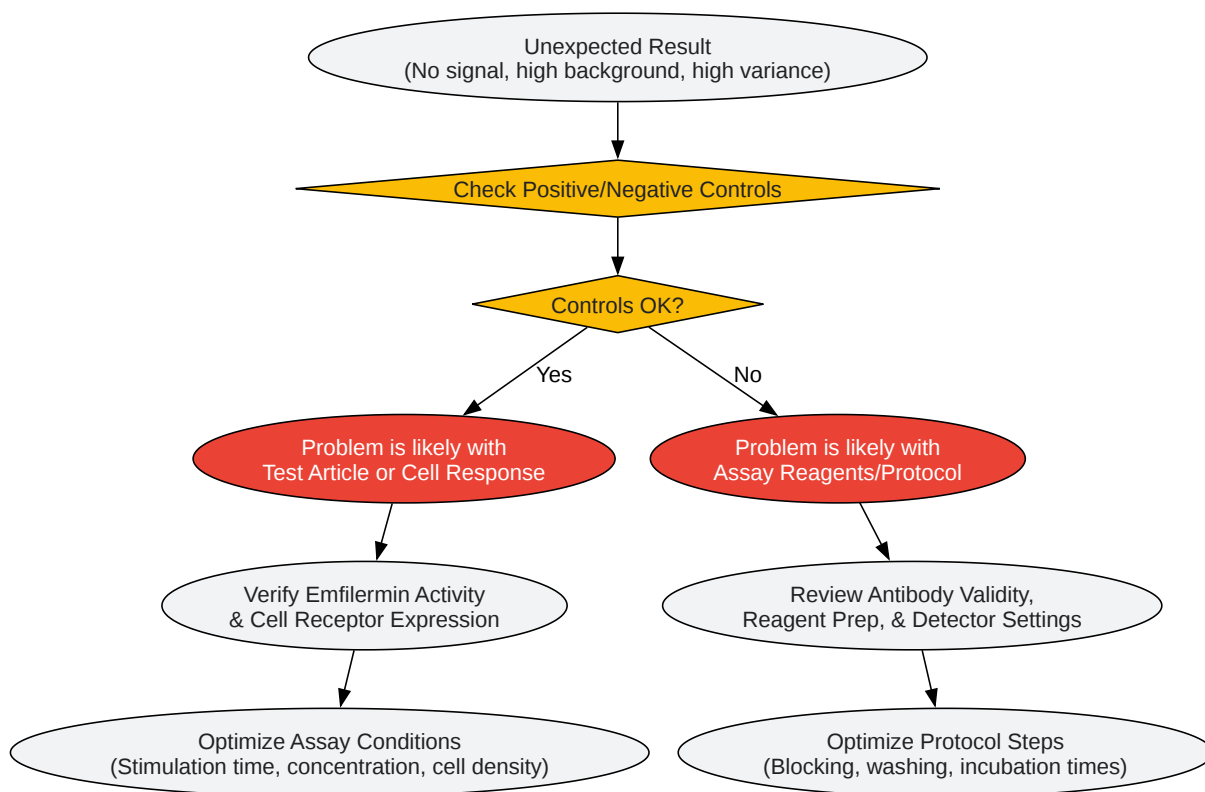 Unexpected Result
(No signal, high background, high variance)
Check Positive/Negative Controls
Controls OK?
Yes
No
Problem is likely with
Test Article or Cell Response
Problem is likely with
Assay Reagents/Protocol
Verify Emfilermin Activity
& Cell Receptor Expression
Review Antibody Validity,
Reagent Prep, & Detector Settings
Optimize Assay Conditions
(Stimulation time, concentration, cell density)
Optimize Protocol Steps
(Blocking, washing, incubation times)